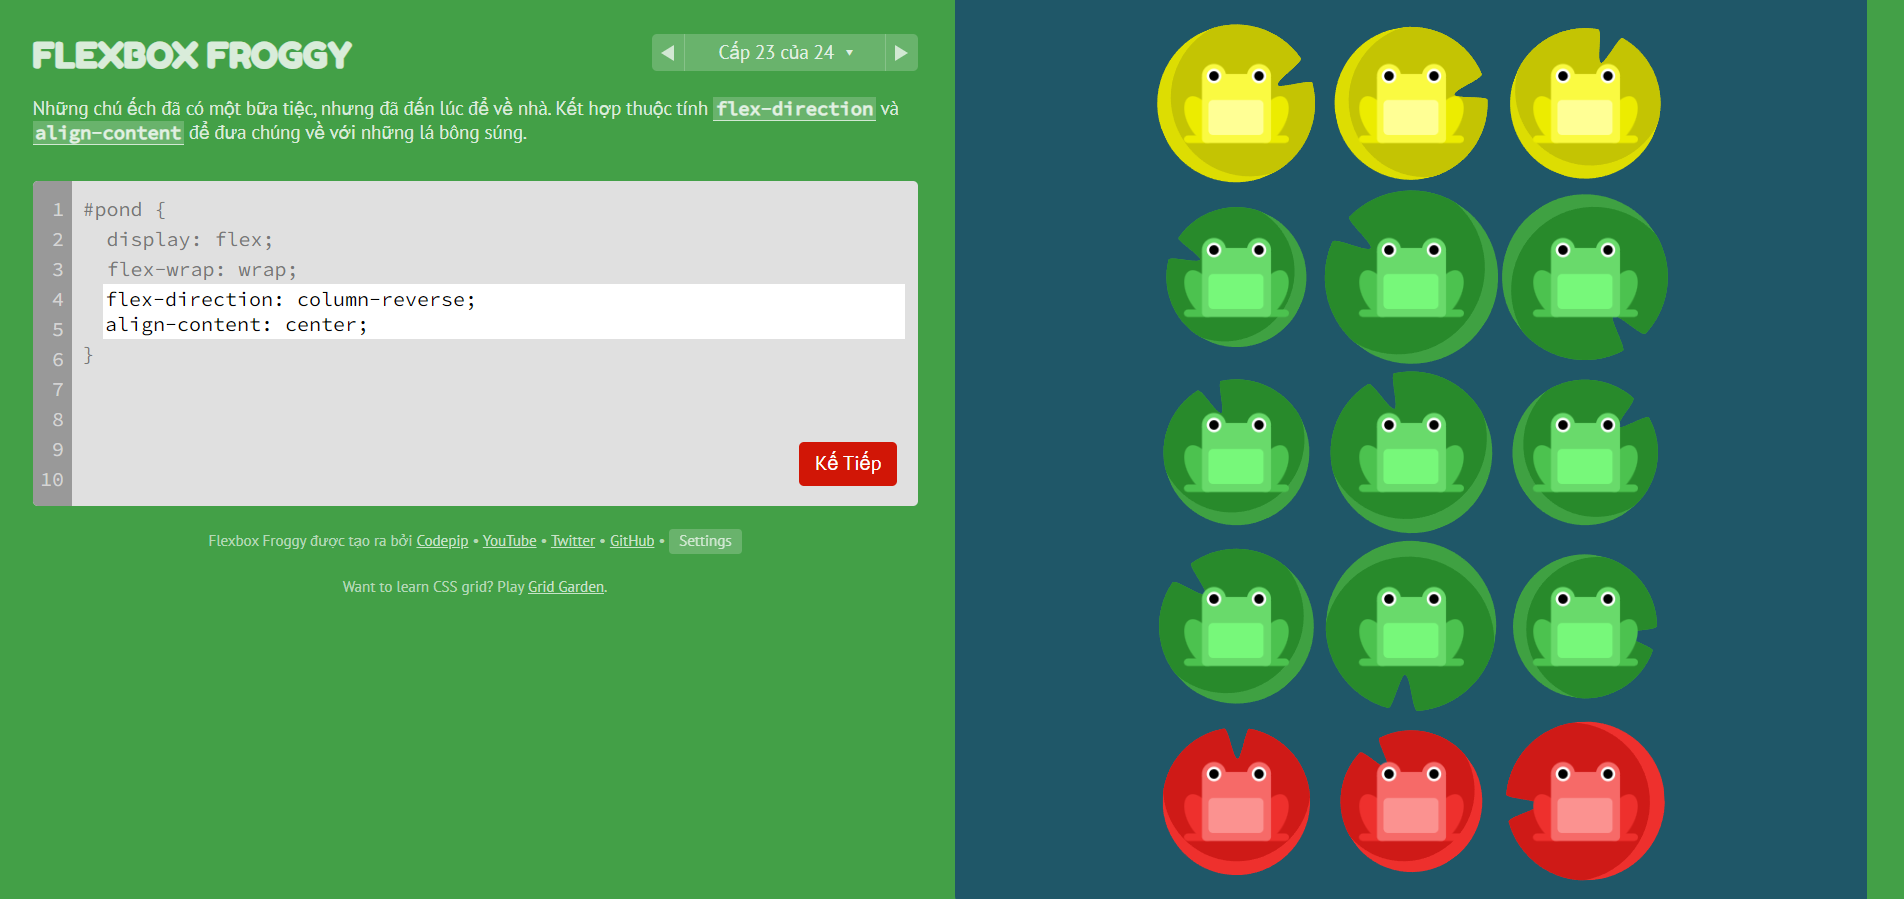 FLEXBOX FROGGY
Cấp 23 của 24
Những chú ếch đã có một bữa tiệc, nhưng đã đến lúc để về nhà. Kết hợp thuộc tính flex-direction và
align-content để đưa chúng về với những lá bông súng.
1 #pond {
2 display: flex;
3 flex-wrap: wrap;
4 flex-direction: column-reverse;
5 align-content: center;
6 }
7
8
9
10
Kế Tiếp
Flexbox Froggy được tạo ra bởi Codepip • YouTube • Twitter • GitHub • Settings
Want to learn CSS grid? Play Grid Garden.